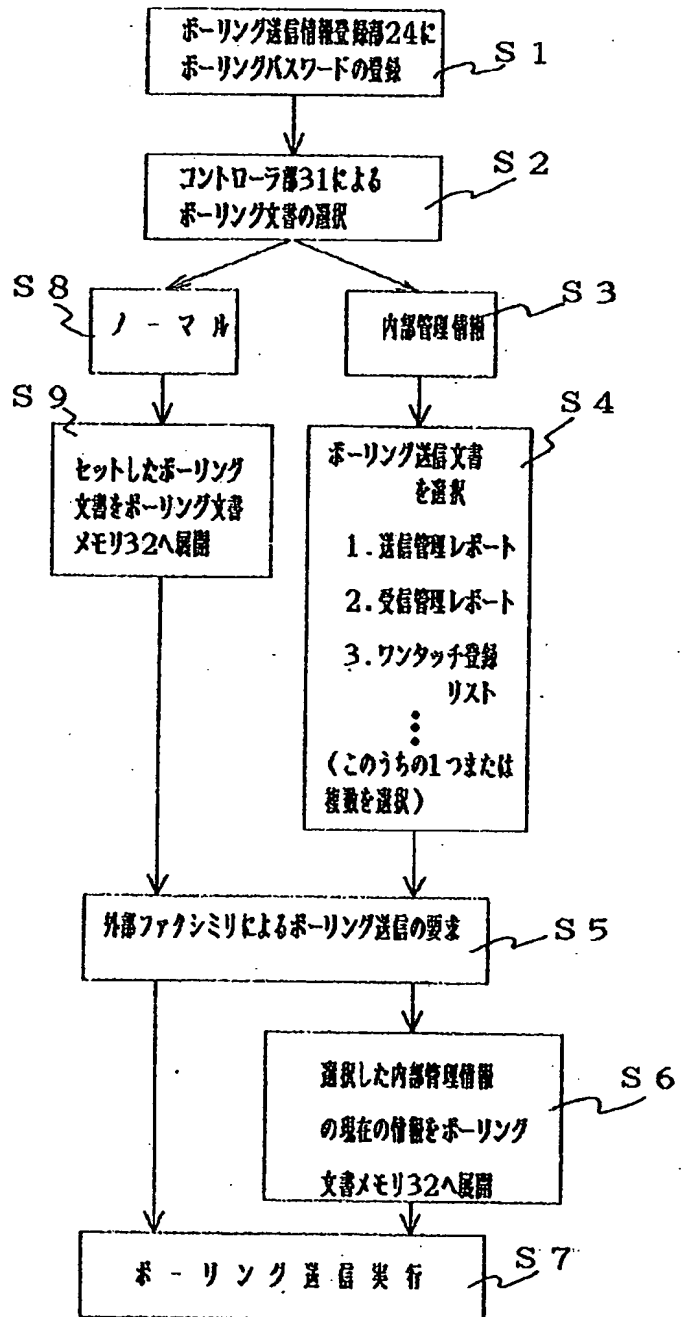 ポーリング送信情報登録部24に
ポーリングパスワードの登録
S1
コントローラ部31による
ポーリング文書の選択
S2
S8
ノーマル
内部管理情報
S3
S9
セットしたポーリング
文書をポーリング文書
メモリ32へ展開
S4
ポーリング送信文書
を選択
1.送信管理レポート
2.受信管理レポート
3.ワンタッチ登録
リスト
(このうちの1つまたは
複数を選択)
外部ファクシミリによるポーリング送信の要求
S5
選択した内部管理情報
の現在の情報をポーリング
文書メモリ32へ展開
S6
ポーリング送信実行
S7